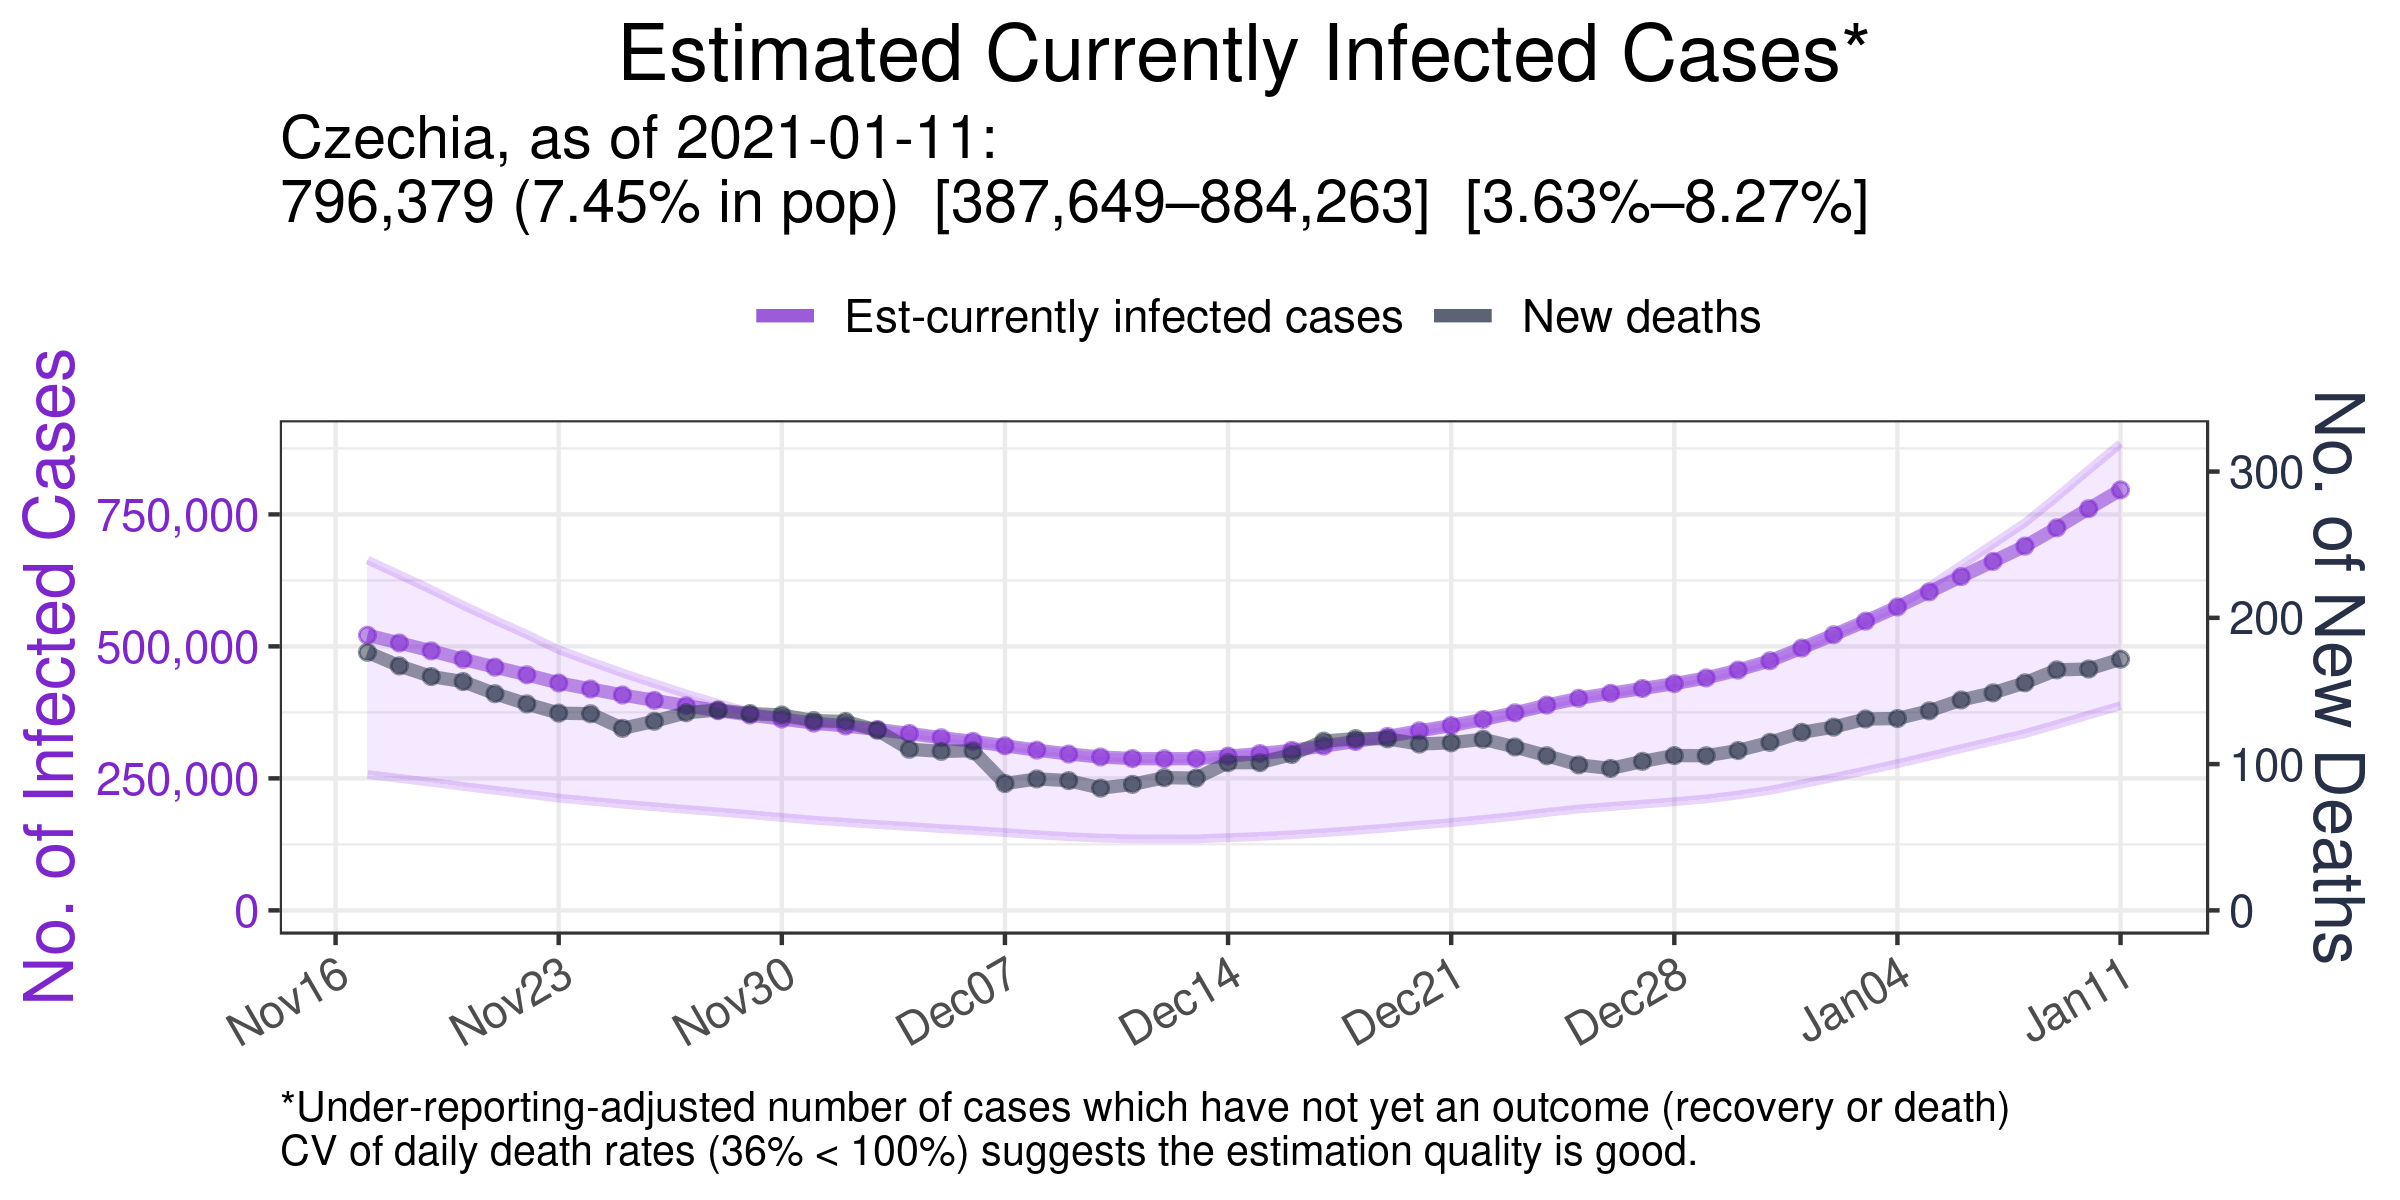 Estimated Currently Infected Cases*
Czechia, as of 2021-01-11:
796,379 (7.45% in pop)  [387,649–884,263]  [3.63%–8.27%]
Est-currently infected cases
New deaths
No. of Infected Cases
750,000
500,000
250,000
0
No. of New Deaths
300
200
100
0
Nov16
Nov23
Nov30
Dec07
Dec14
Dec21
Dec28
Jan04
Jan11
*Under-reporting-adjusted number of cases which have not yet an outcome (recovery or death)
CV of daily death rates (36% < 100%) suggests the estimation quality is good.